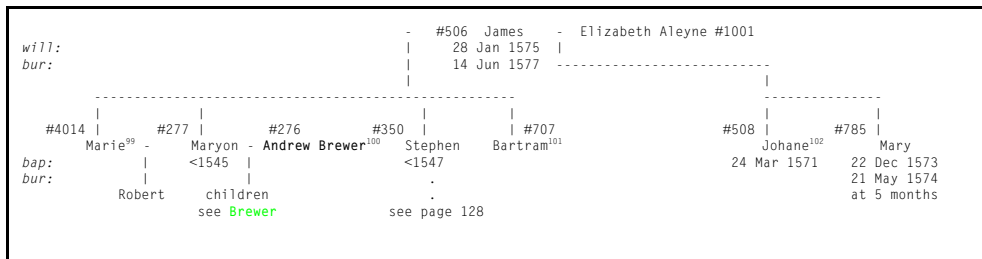 - #506 James - Elizabeth Aleyne #1001
will: | 28 Jan 1575 |
bur: | 14 Jun 1577 ---------------------------
| |
---------------------------------------------------- ---------------
| | | | | |
#4014 | #277 | #276 #350 | | #707 #508 | #785 |
Marie99 - Maryon - Andrew Brewer100 Stephen Bartram101 Johane102 Mary
bap: | <1545 | <1547 24 Mar 1571 22 Dec 1573
bur: | | . 21 May 1574
Robert children . at 5 months
see Brewer see page 128